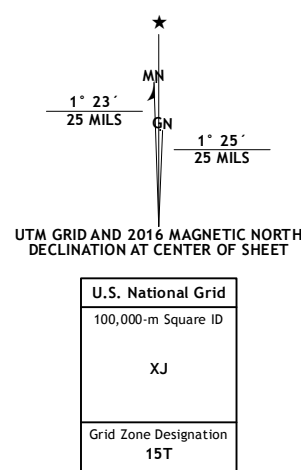 ★
MN
1° 23´
25 MILS
GN
1° 25´
25 MILS
UTM GRID AND 2016 MAGNETIC NORTH
DECLINATION AT CENTER OF SHEET
U.S. National Grid
100,000-m Square ID
XJ
Grid Zone Designation
15T